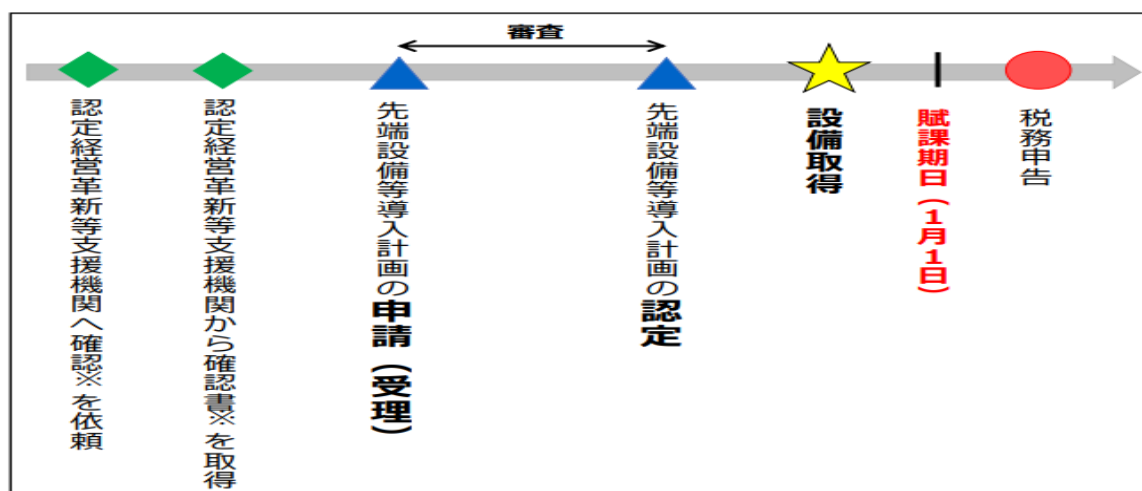 審査
認定経営革新等支援機関へ確認※を依頼
認定経営革新等支援機関から確認書※を取得
先端設備等導入計画の申請（受理）
先端設備等導入計画の認定
設備取得
賦課期日（1月1日）
税務申告